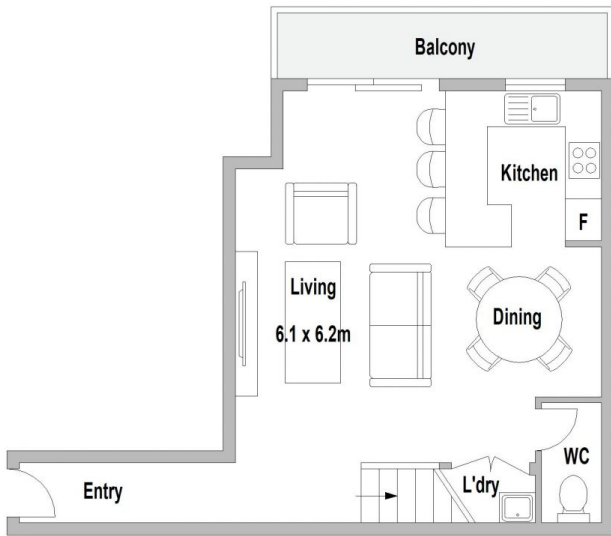 Balcony
Kitchen
F
Living
6.1 x 6.2m
Dining
WC
L'dry
Entry